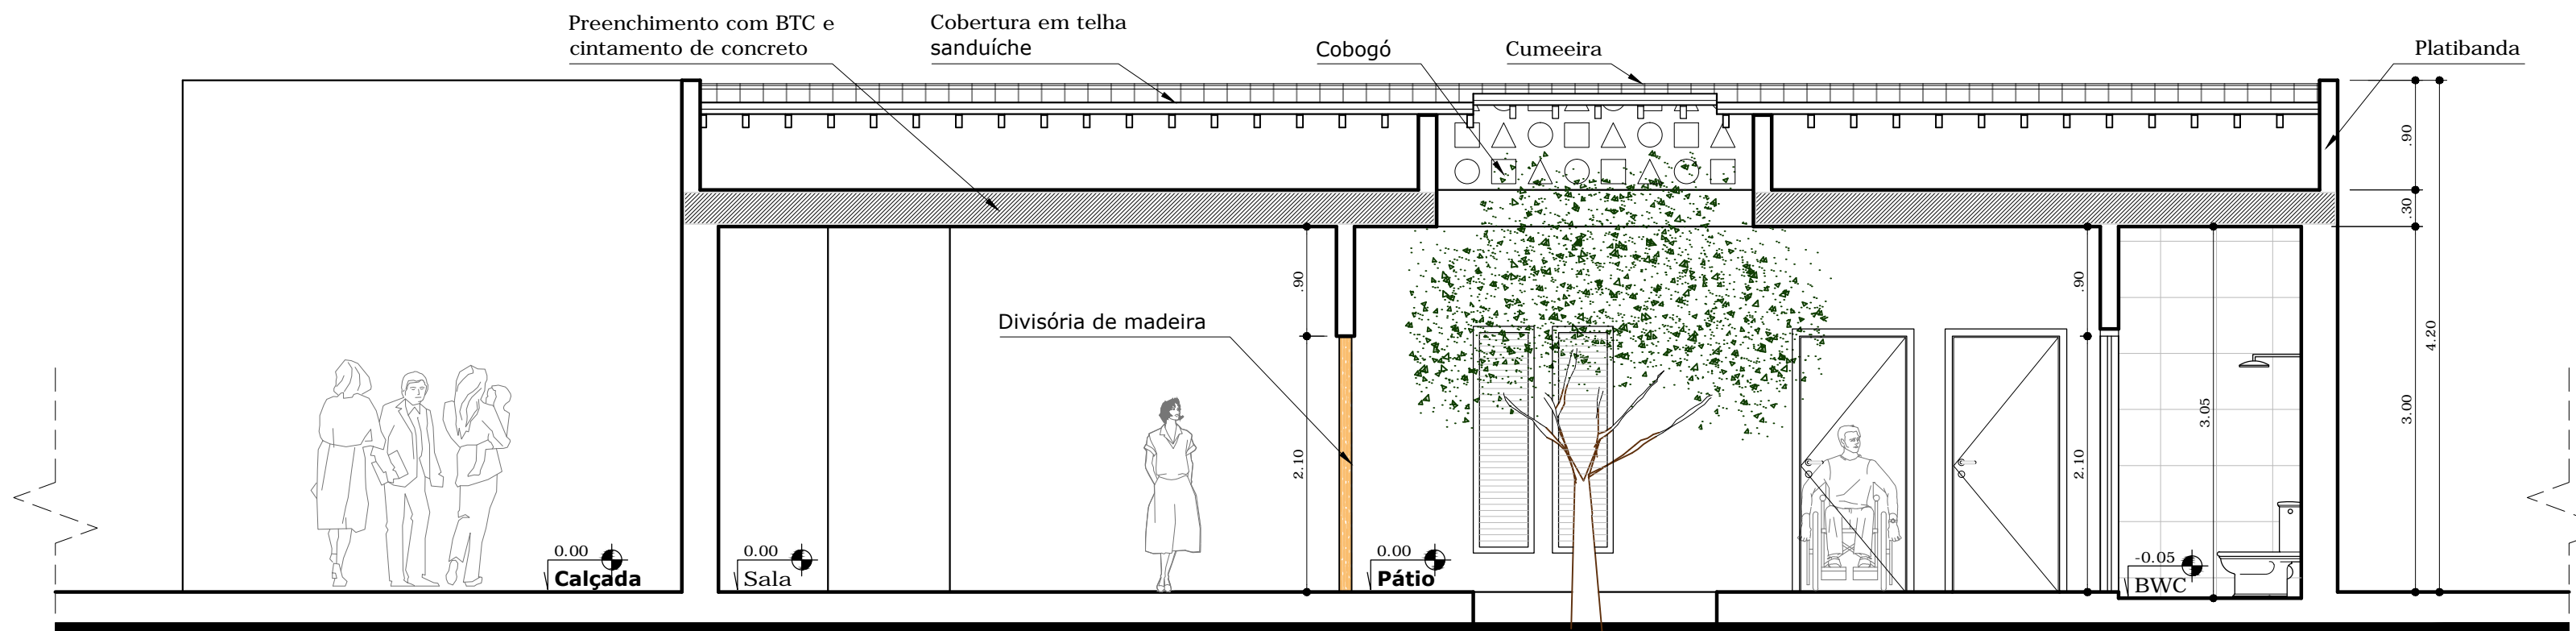 Preenchimento com BTC e
cintamento de concreto
Cobertura em telha
sanduíche
Cobogó
Cumeeira
Platibanda
.90
.30
4.20
3.00
.90
.90
Divisória de madeira
2.10
2.10
3.05
0.00
Calçada
0.00
Sala
0.00
Pátio
-0.05
BWC